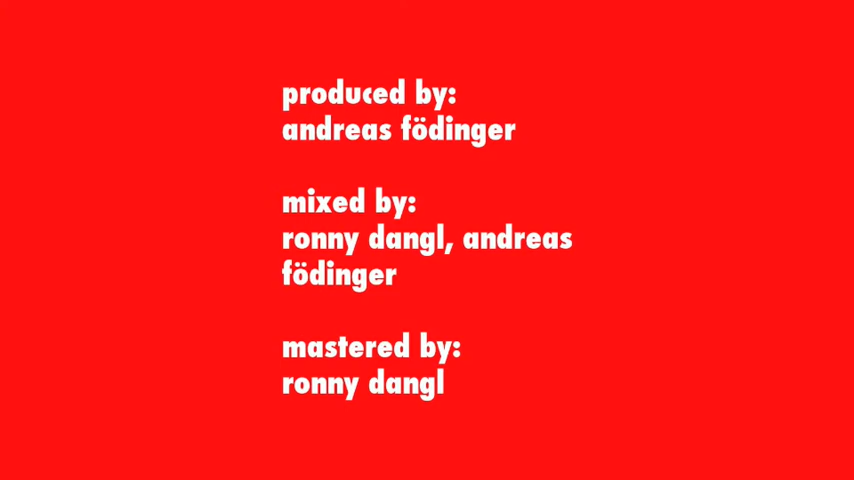 produced by:
andreas födinger
mixed by:
ronny dangl, andreas
födinger
mastered by:
ronny dangl